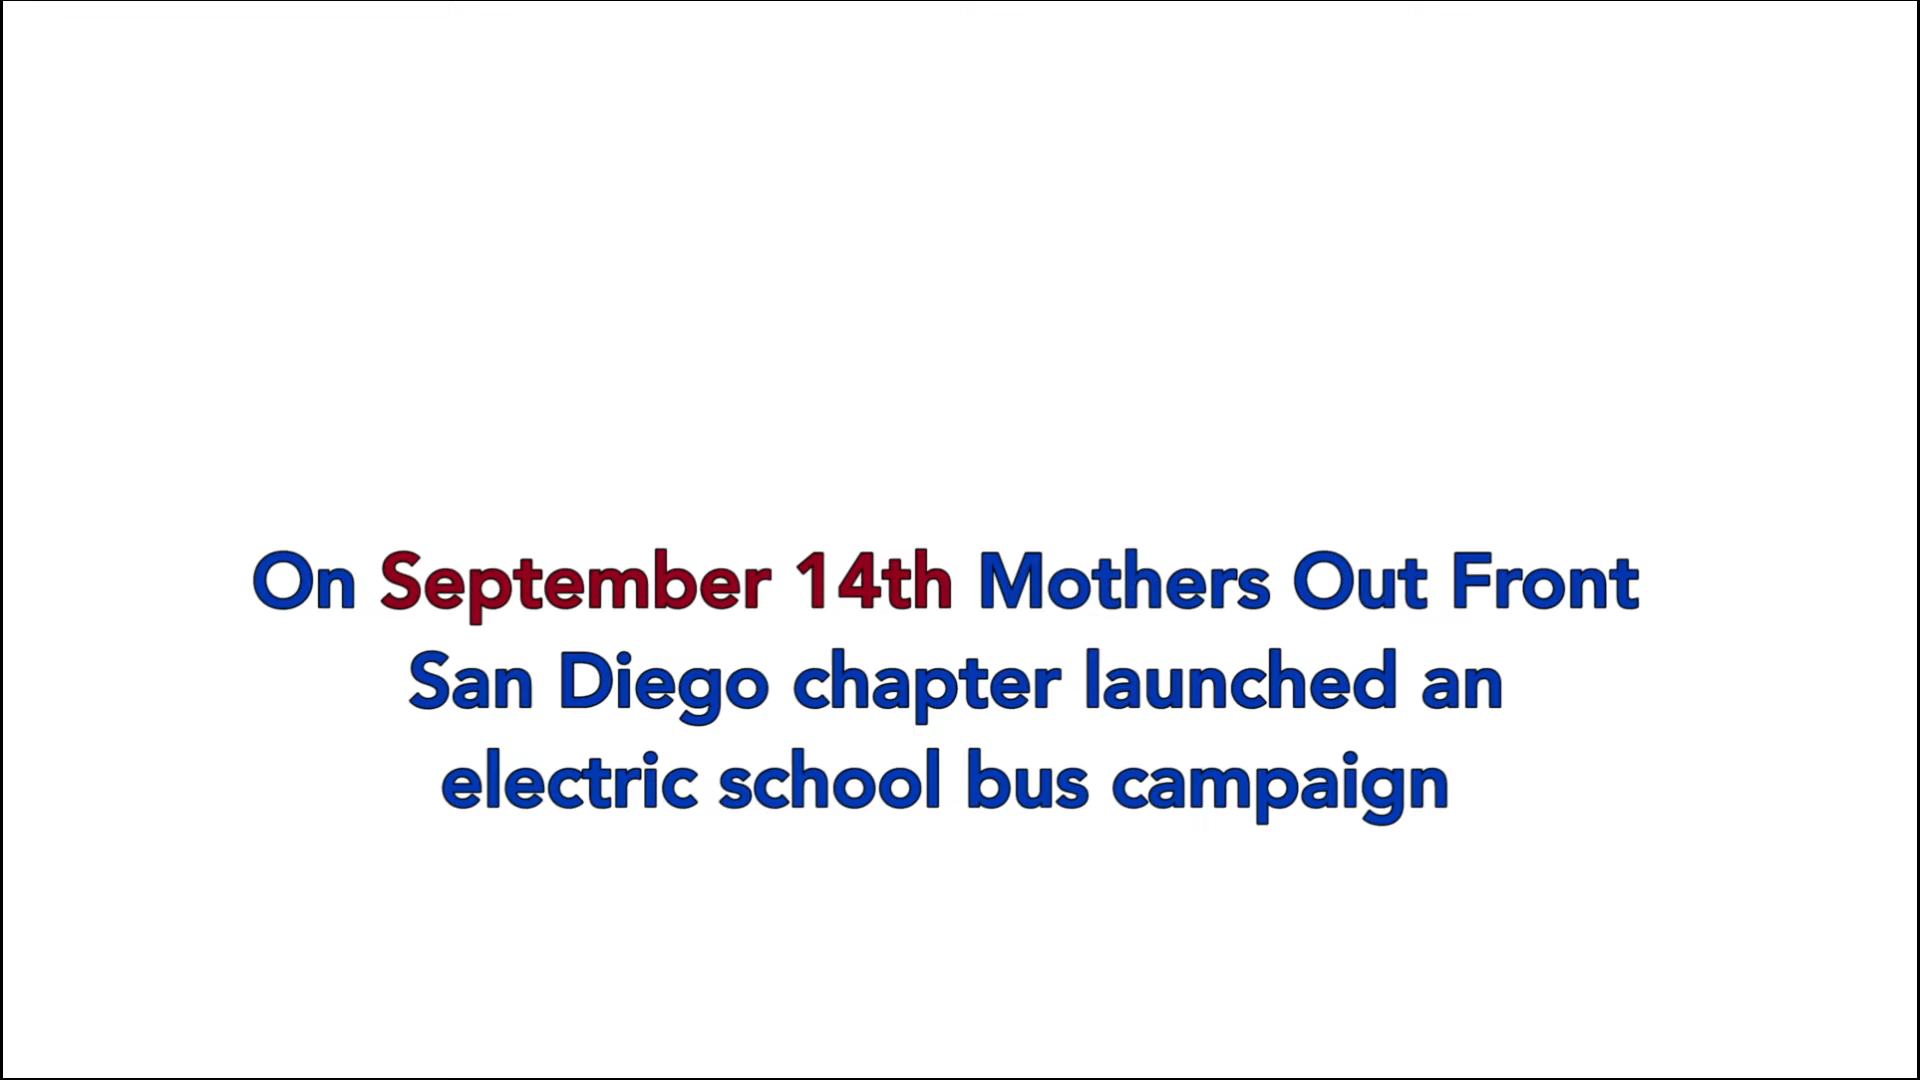 On September 14th Mothers Out Front
San Diego chapter launched an
electric school bus campaign